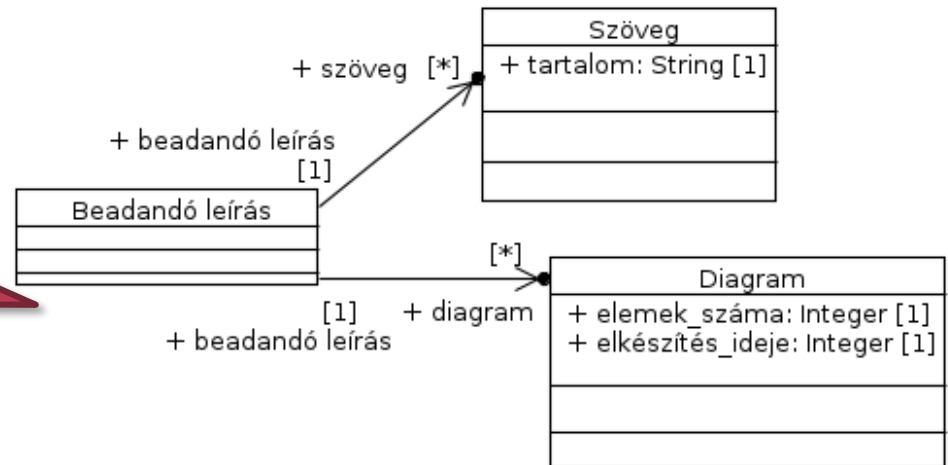 Szöveg
+ tartalom: String [1]
+ szöveg [*]
+ beadandó leírás
[1]
Beadandó leírás
[*]
Diagram
+ elemek_száma: Integer [1]
+ elkészítés_ideje: Integer [1]
[1] + diagram
+ beadandó leírás